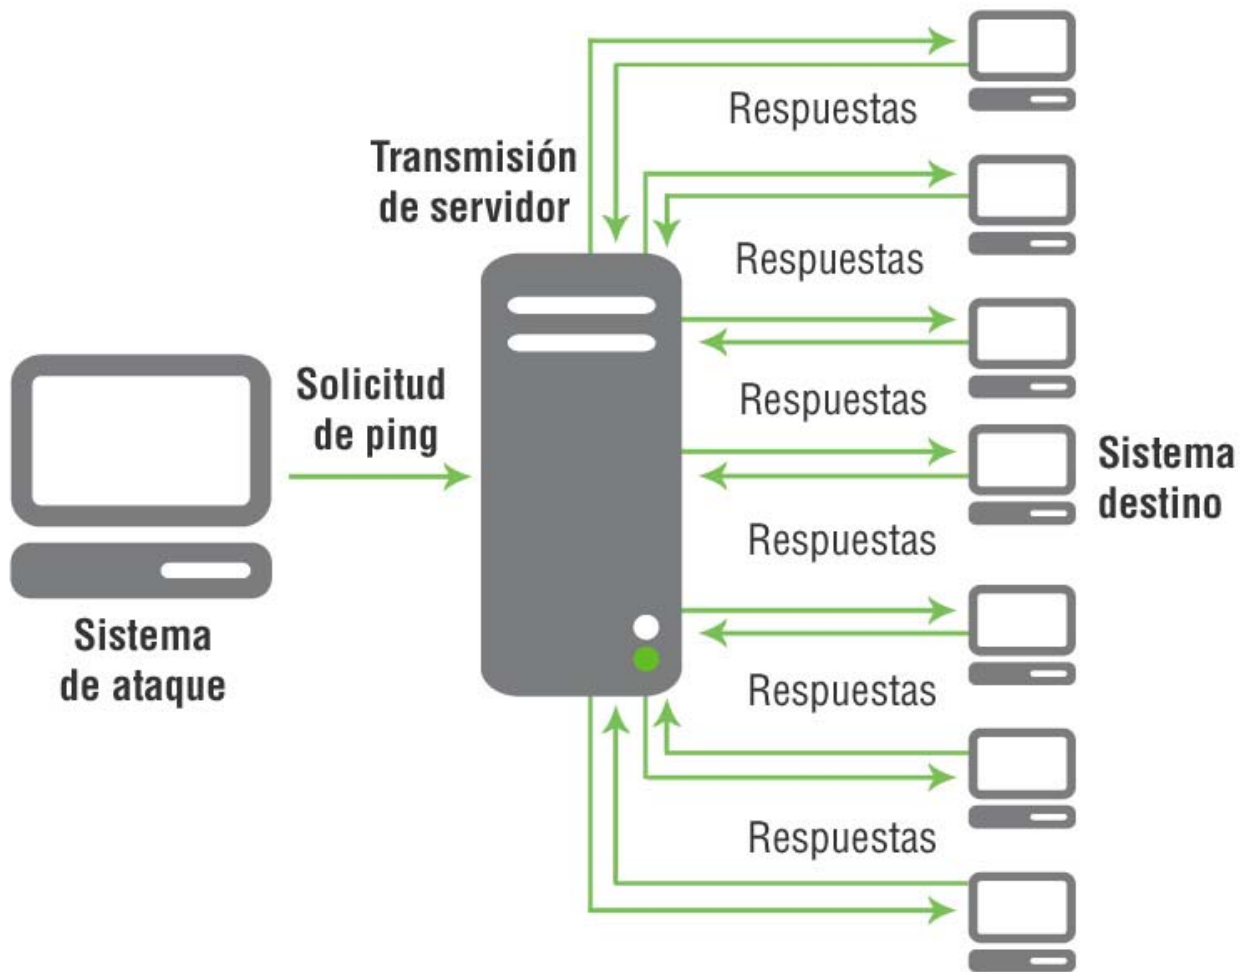 Respuestas
Transmisión
de servidor
Respuestas
Solicitud
de ping
Respuestas
Sistema
destino
Respuestas
Sistema
de ataque
Respuestas
Respuestas